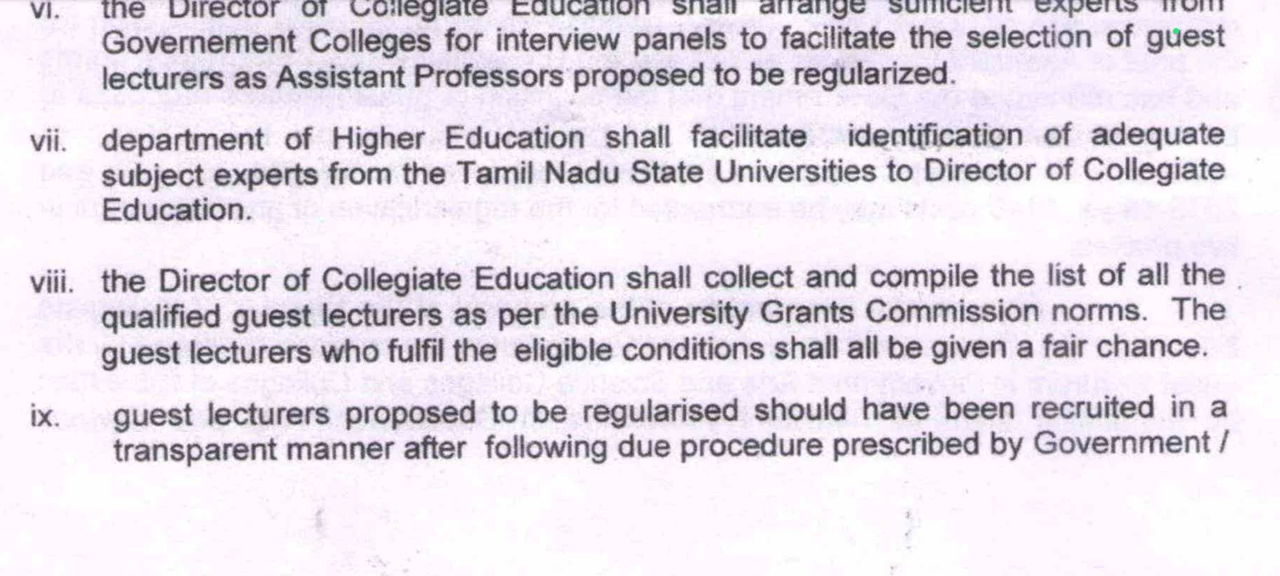 vi. the Director of Collegiate Education shall arrange sufficient experts from
Governement Colleges for interview panels to facilitate the selection of guest
lecturers as Assistant Professors proposed to be regularized.
vii. department of Higher Education shall facilitate identification of adequate
subject experts from the Tamil Nadu State Universities to Director of Collegiate
Education.
viii. the Director of Collegiate Education shall collect and compile the list of all the
qualified guest lecturers as per the University Grants Commission norms. The
guest lecturers who fulfil the eligible conditions shall all be given a fair chance.
ix. guest lecturers proposed to be regularised should have been recruited in a
transparent manner after following due procedure prescribed by Government /